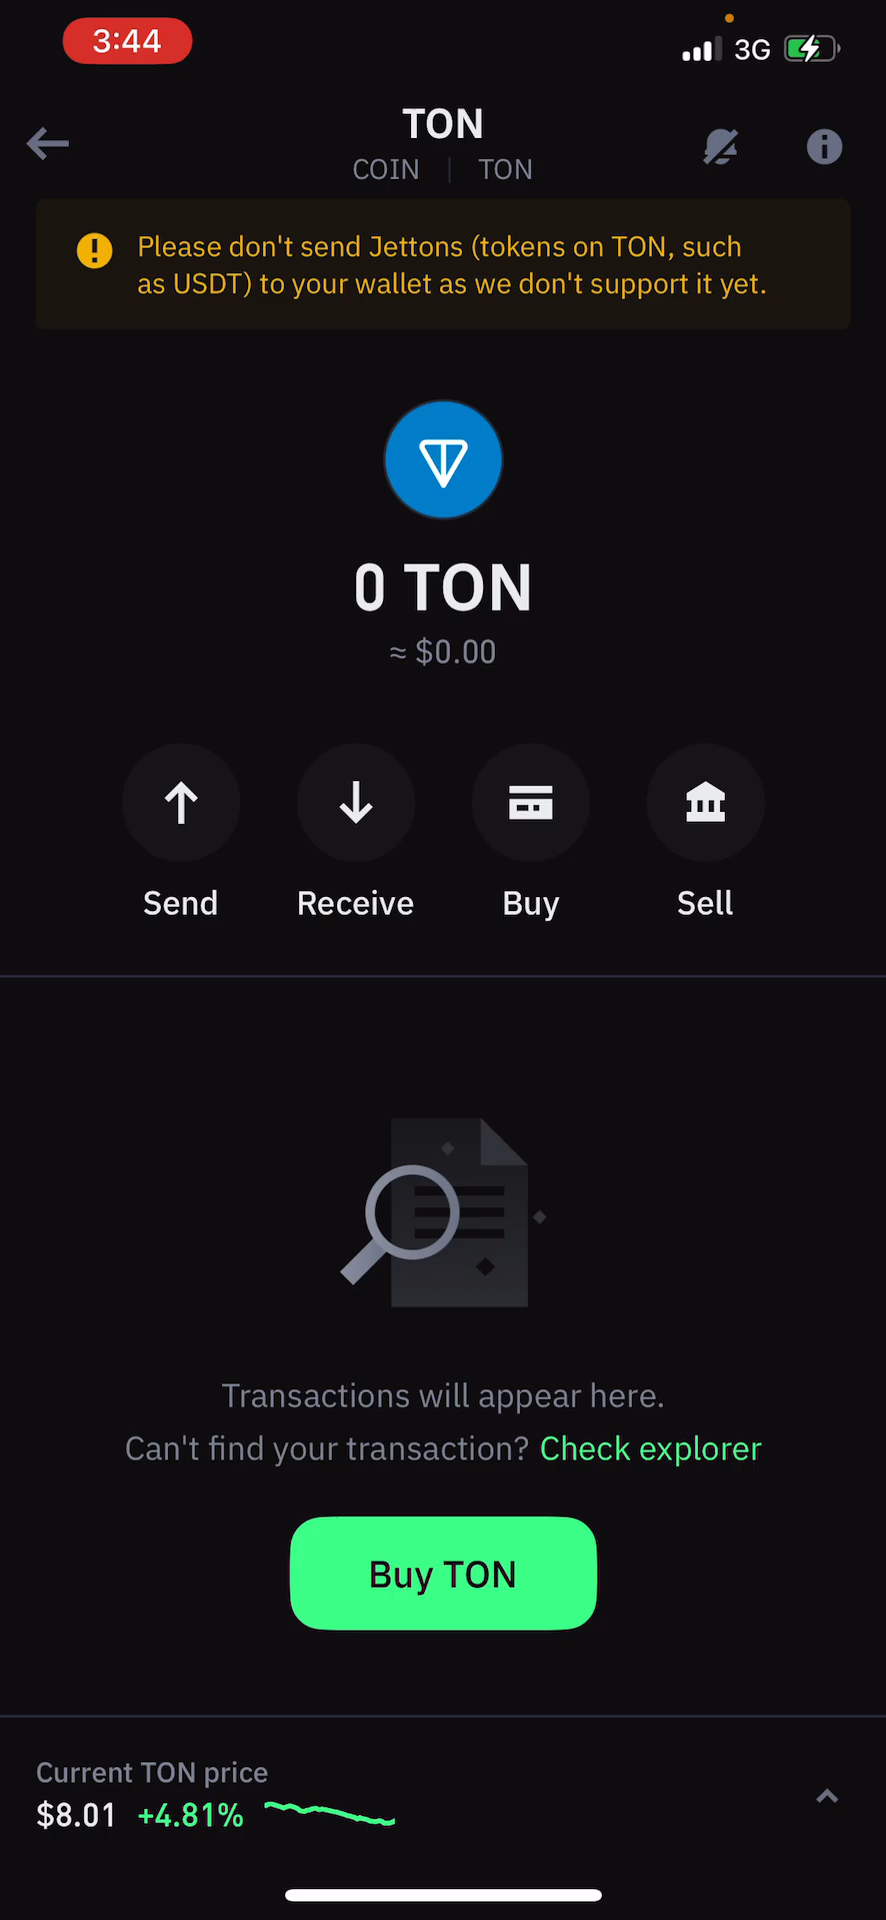 3:44
3G
TON
COIN | TON
Please don't send Jettons (tokens on TON, such
as USDT) to your wallet as we don't support it yet.
0 TON
≈ $0.00
Send Receive Buy Sell
Transactions will appear here.
Can't find your transaction? Check explorer
Buy TON
Current TON price
$8.01 +4.81%